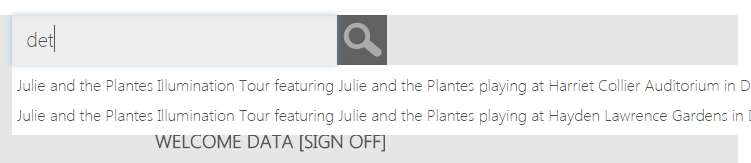 det
Julie and the Plantes Illumination Tour featuring Julie and the Plantes playing at Harriet Collier Auditorium in D
Julie and the Plantes Illumination Tour featuring Julie and the Plantes playing at Hayden Lawrence Gardens in
WELCOME DATA [SIGN OFF]